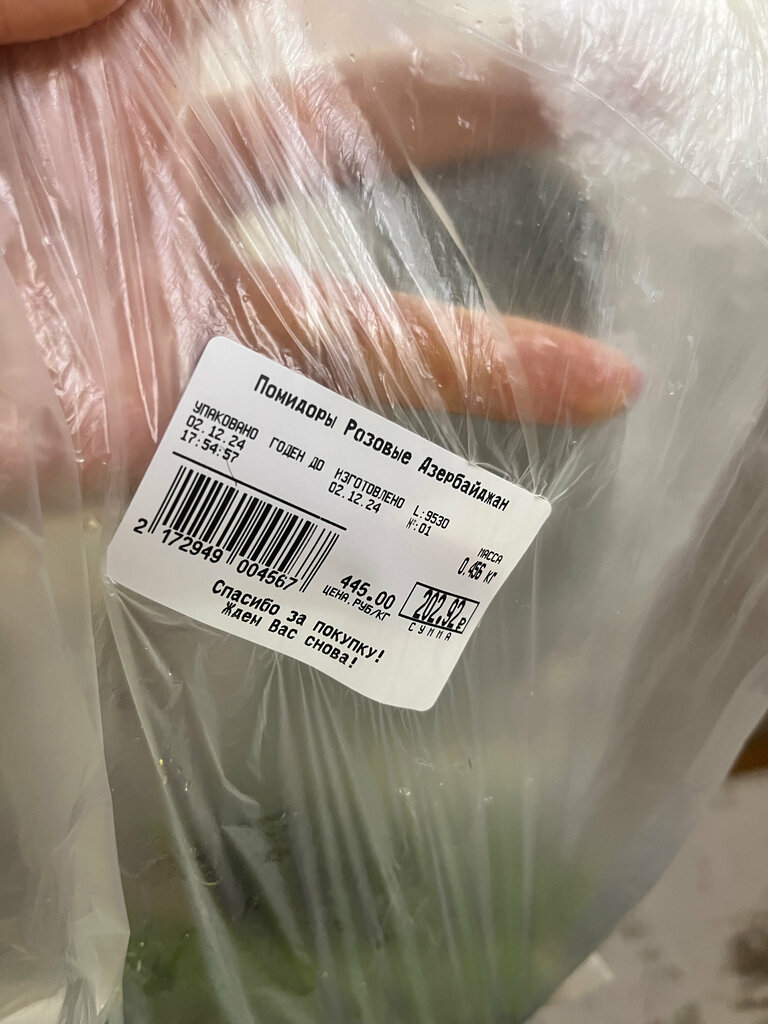 Помидоры Розовые Азербайджан
УПАКОВАНО ГОДЕН ДО ИЗГОТОВЛЕНО L:9530
02.12.24 02.12.24 №:01
17:54:57
МАССА
0.456 кг
2 172949 004567
445.00 202,92 ₽
ЦЕНА,РУБ/КГ СУММА
Спасибо за покупку!
Ждем Вас снова!